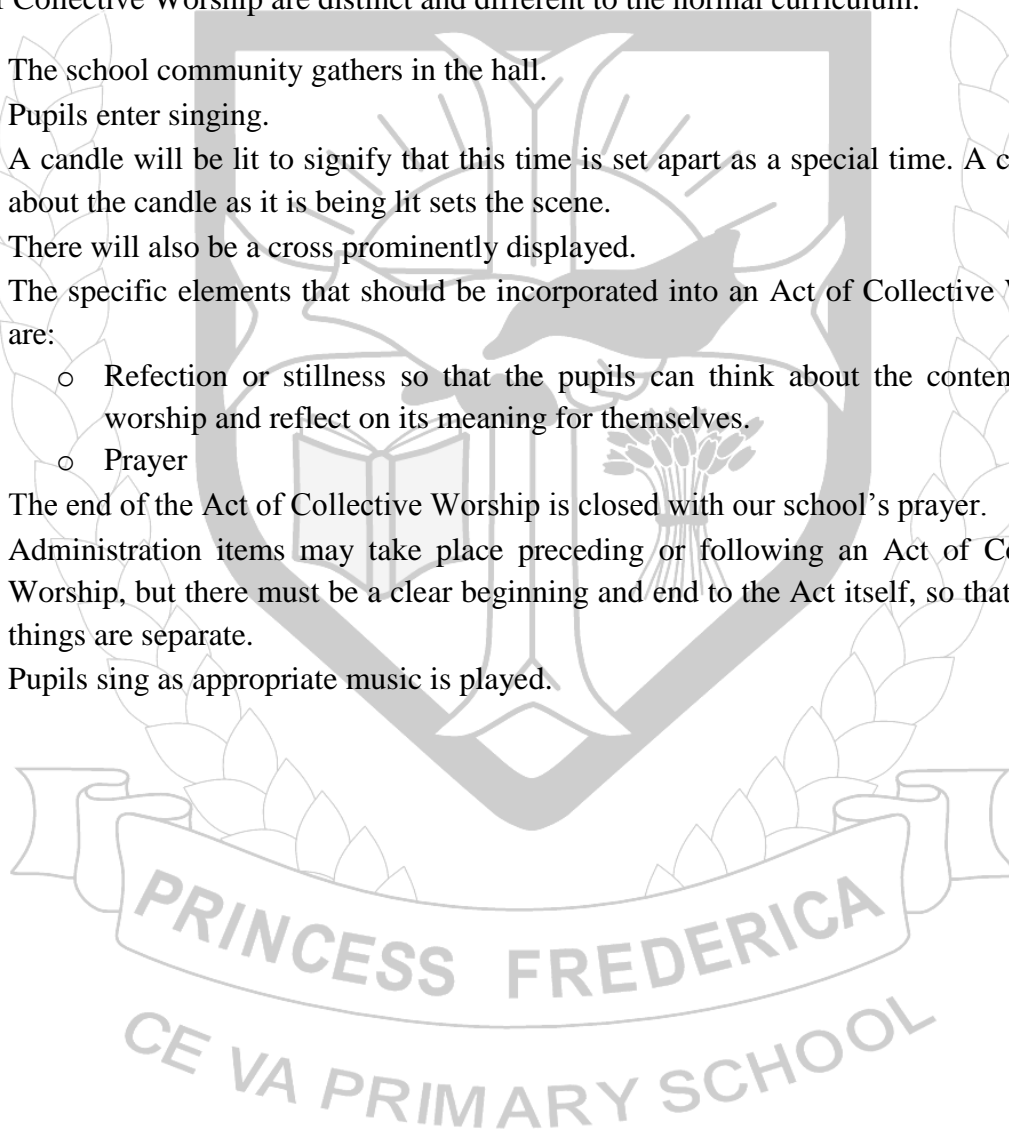 Collective Worship are distinct and different to the normal curriculum.
The school community gathers in the hall.
Pupils enter singing.
A candle will be lit to signify that this time is set apart as a special time. A
about the candle as it is being lit sets the scene.
There will also be a cross prominently displayed.
The specific elements that should be incorporated into an Act of Collective
are:
o Refection or stillness so that the pupils can think about the
worship and reflect on its meaning for themselves.
o Prayer
The end of the Act of Collective Worship is closed with our school’s prayer.
Administration items may take place preceding or following an Act of
Worship, but there must be a clear beginning and end to the Act itself, so that
things are separate.
Pupils sing as appropriate music is played.
PRINCESS FREDERICA
CE VA PRIMARY SCHOOL